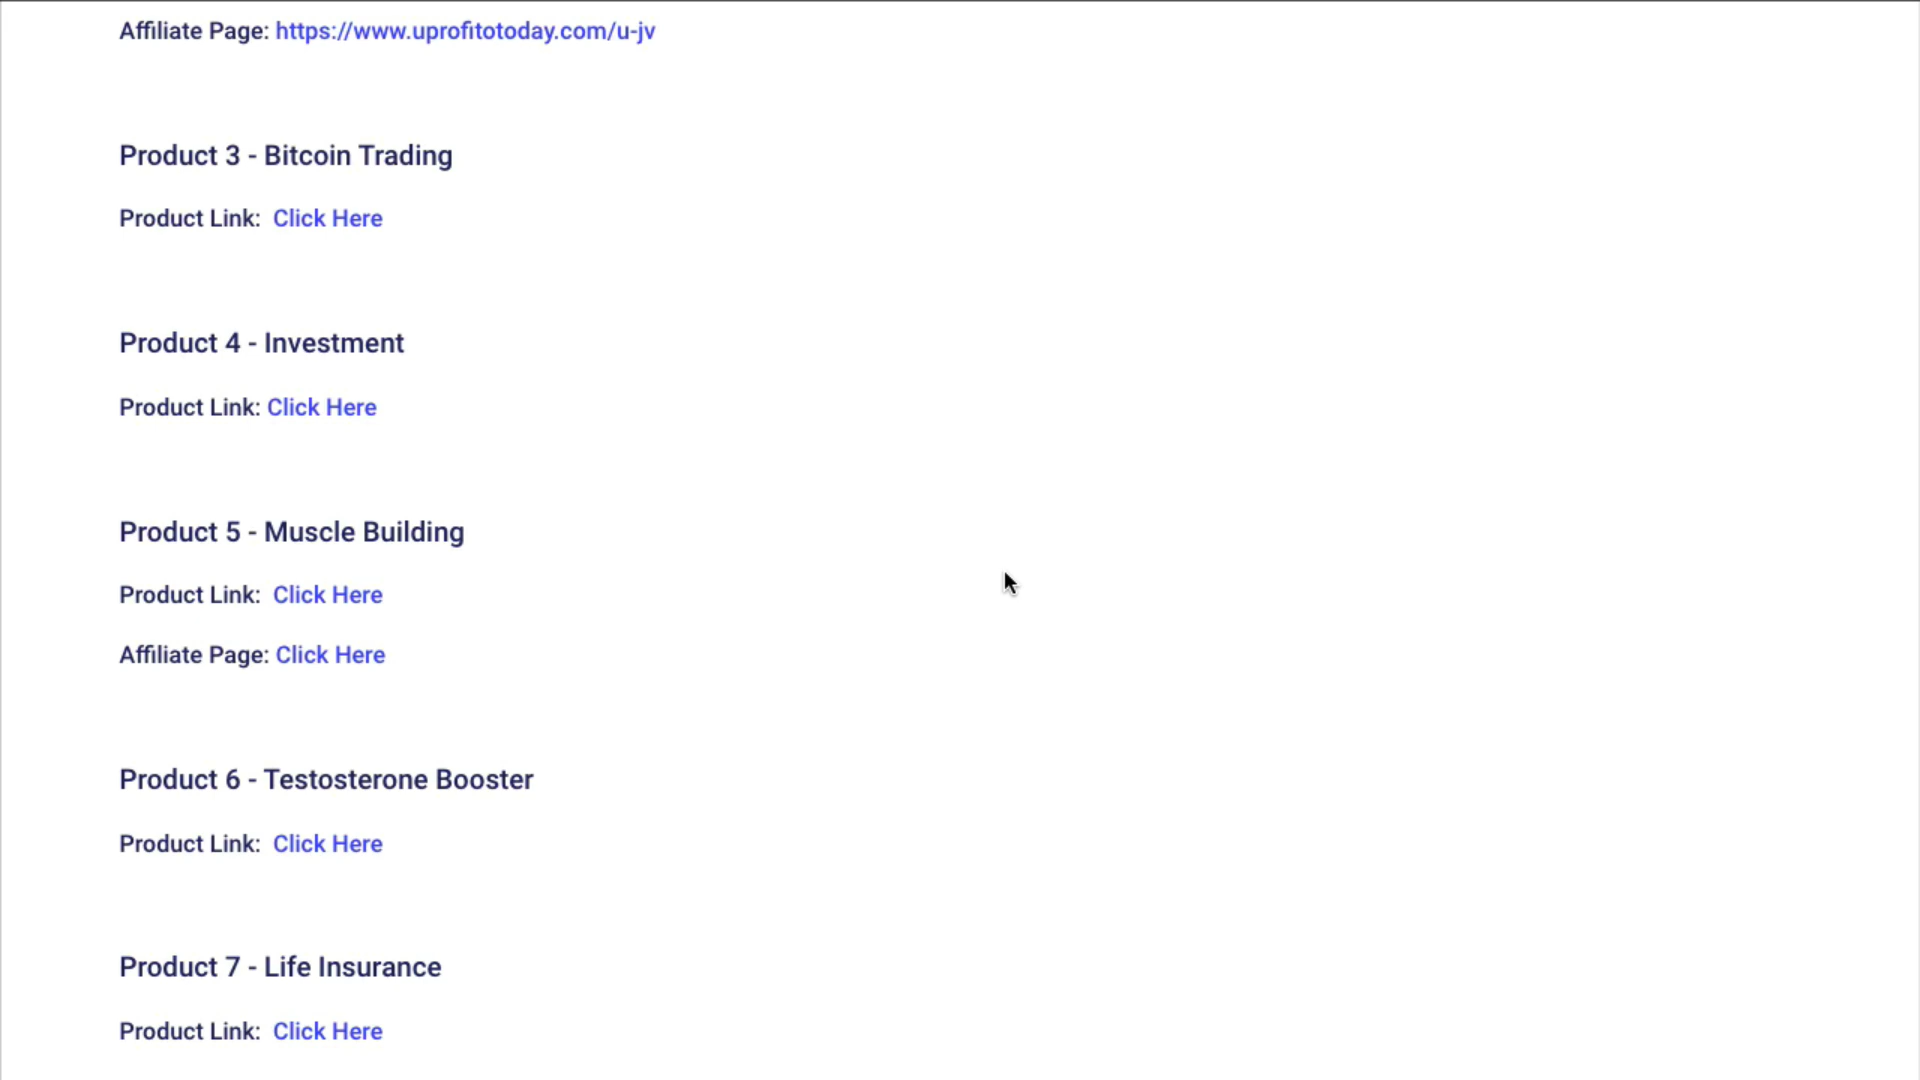 Affiliate Page: https://www.uprofitotoday.com/u-jv
Product 3 - Bitcoin Trading
Product Link: Click Here
Product 4 - Investment
Product Link: Click Here
Product 5 - Muscle Building
Product Link: Click Here
Affiliate Page: Click Here
Product 6 - Testosterone Booster
Product Link: Click Here
Product 7 - Life Insurance
Product Link: Click Here